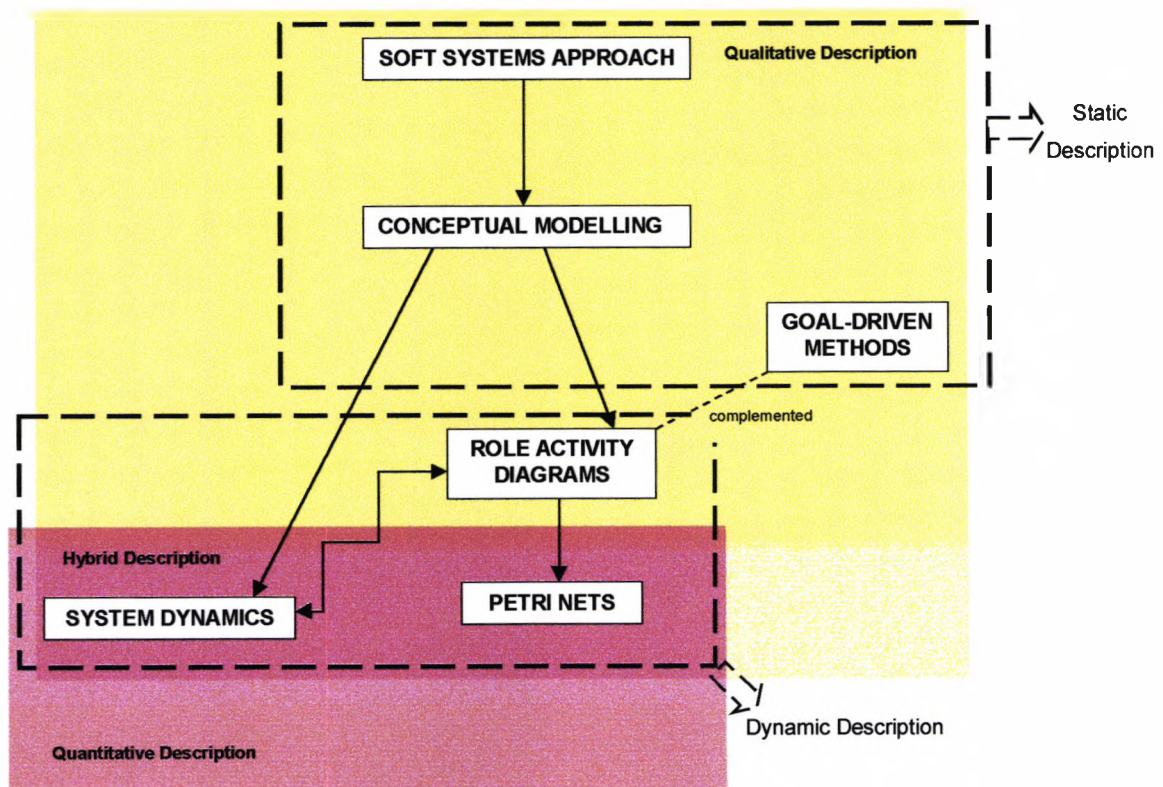 SOFT SYSTEMS APPROACH
Qualitative Description
Static
Description
CONCEPTUAL MODELLING
GOAL-DRIVEN
METHODS
complemented
ROLE ACTIVITY
DIAGRAMS
Hybrid Description
SYSTEM DYNAMICS
PETRI NETS
Dynamic Description
Quantitative Description